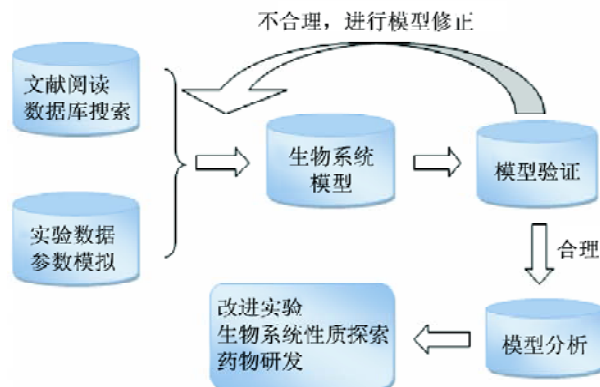 不合理，进行模型修正
文献阅读
数据库搜索
生物系统
模型
模型验证
实验数据
参数模拟
合理
改进实验
生物系统性质探索
药物研发
模型分析